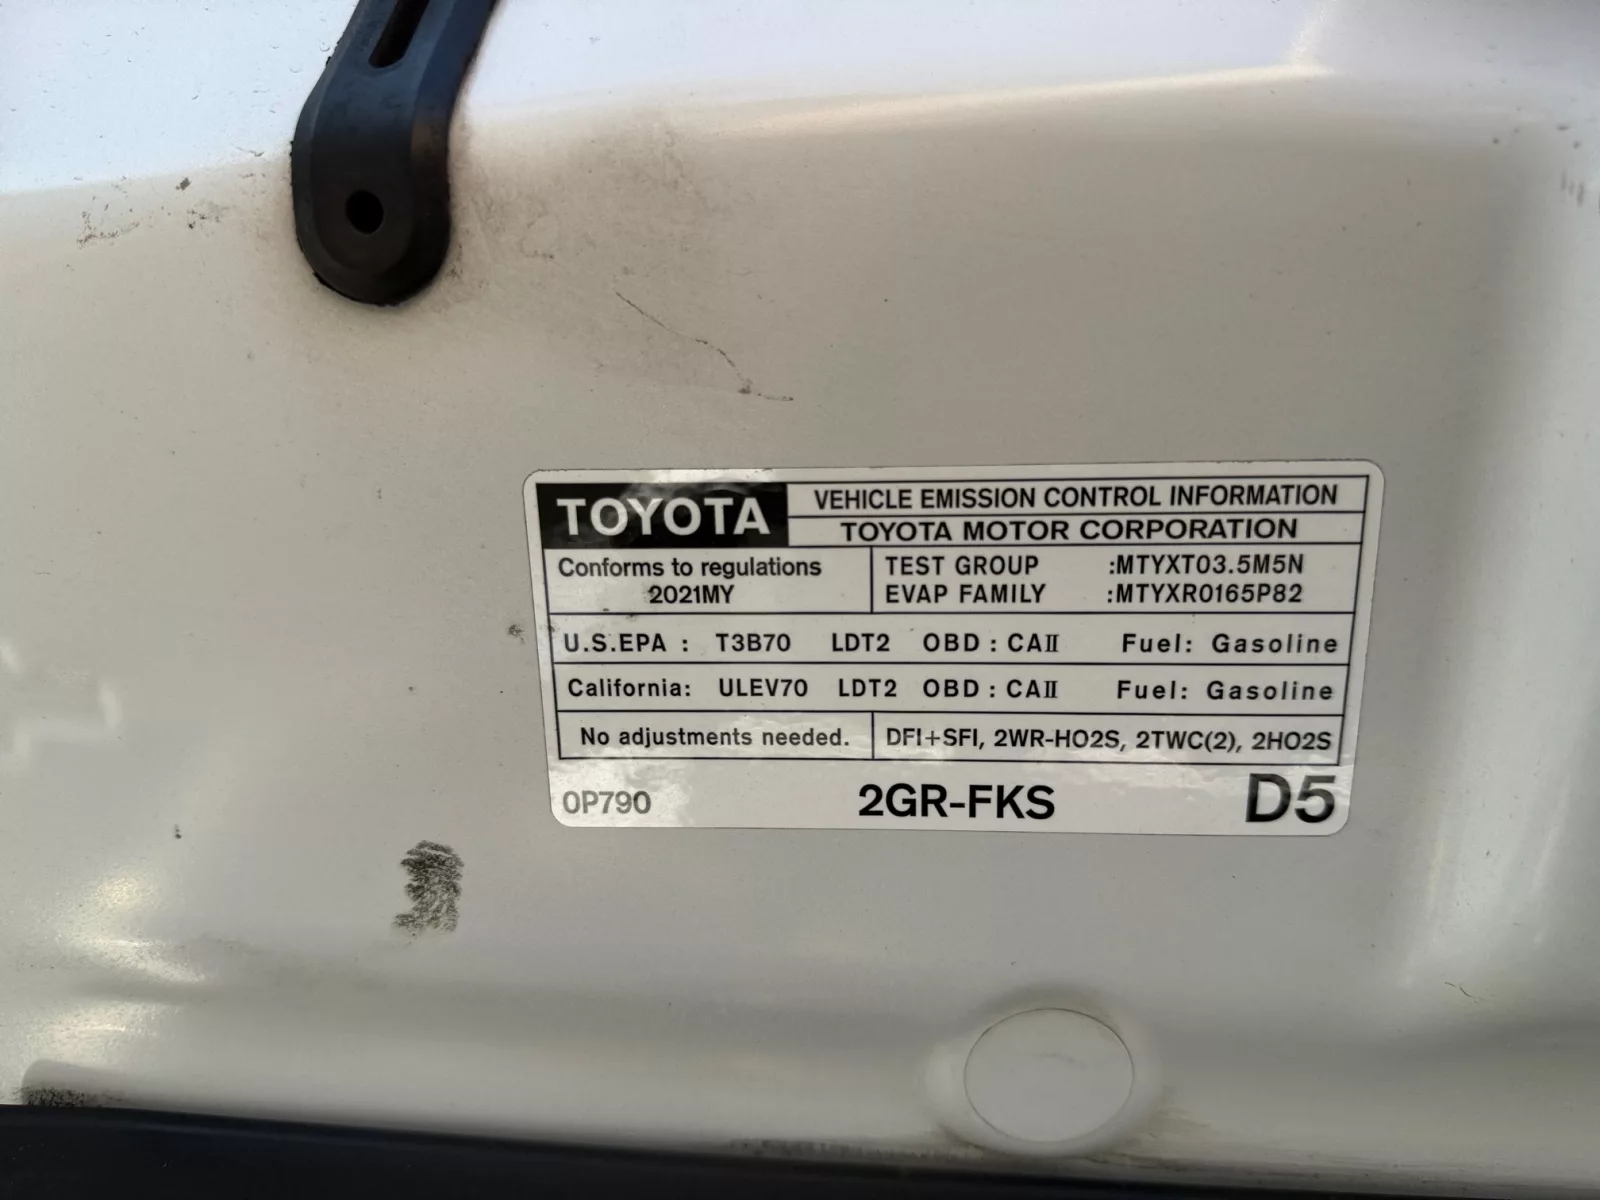 TOYOTA
VEHICLE EMISSION CONTROL INFORMATION
TOYOTA MOTOR CORPORATION
Conforms to regulations
2021MY
TEST GROUP :MTYXT03.5M5N
EVAP FAMILY :MTYXR0165P82
U.S.EPA : T3B70 LDT2 OBD : CAⅡ Fuel: Gasoline
California: ULEV70 LDT2 OBD : CAⅡ Fuel: Gasoline
No adjustments needed.
DFI+SFI, 2WR-HO2S, 2TWC(2), 2HO2S
0P790 2GR-FKS D5